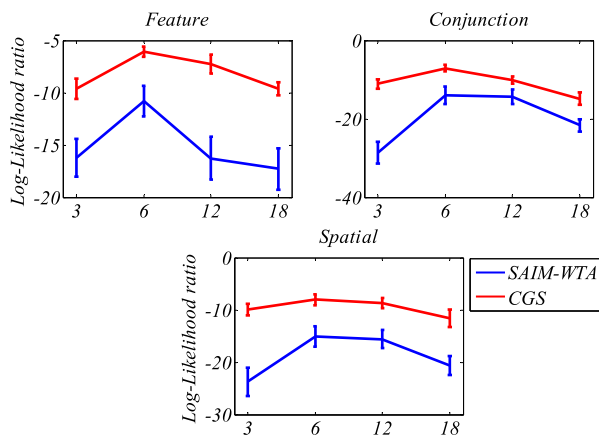 Feature
Log-Likelihood ratio
-5
-10
-15
-20
3 6 12 18
Conjunction
0
-20
-40
3 6 12 18
Spatial
Log-Likelihood ratio
0
-10
-20
-30
3 6 12 18
SAIM-WTA
CGS